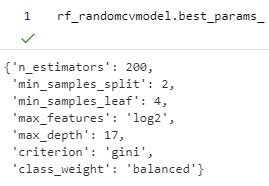 1 rf_randomcvmodel.best_params_
{'n_estimators': 200,
'min_samples_split': 2,
'min_samples_leaf': 4,
'max_features': 'log2',
'max_depth': 17,
'criterion': 'gini',
'class_weight': 'balanced'}